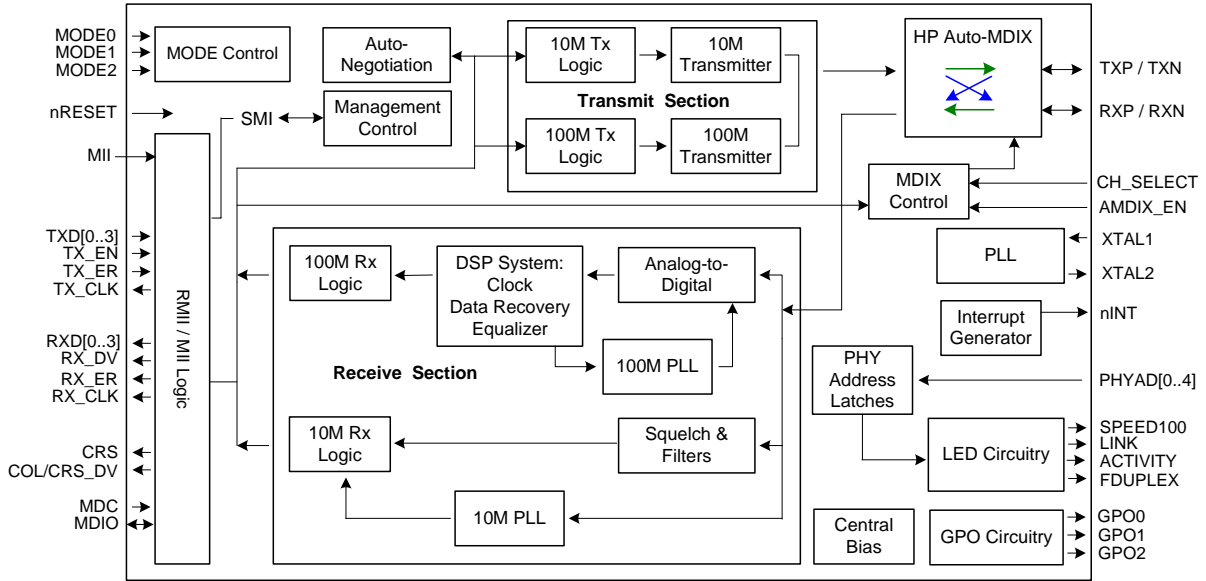 MODE0
MODE1
MODE2
nRESET
MII
TXD[0..3]
TX_EN
TX_ER
TX_CLK
RXD[0..3]
RX_DV
RX_ER
RX_CLK
CRS
COL/CRS_DV
MDC
MDIO
MODE Control
RMII / MII Logic
SMI
Auto-
Negotiation
Management
Control
10M Tx
Logic
10M
Transmitter
Transmit Section
100M Tx
Logic
100M
Transmitter
HP Auto-MDIX
MDIX
Control
100M Rx
Logic
DSP System:
Clock
Data Recovery
Equalizer
Analog-to-
Digital
100M PLL
Receive Section
10M Rx
Logic
Squelch &
Filters
10M PLL
PLL
Interrupt
Generator
PHY
Address
Latches
LED Circuitry
Central
Bias
GPO Circuitry
TXP / TXN
RXP / RXN
CH_SELECT
AMDIX_EN
XTAL1
XTAL2
nINT
PHYAD[0..4]
SPEED100
LINK
ACTIVITY
FDUPLEX
GPO0
GPO1
GPO2